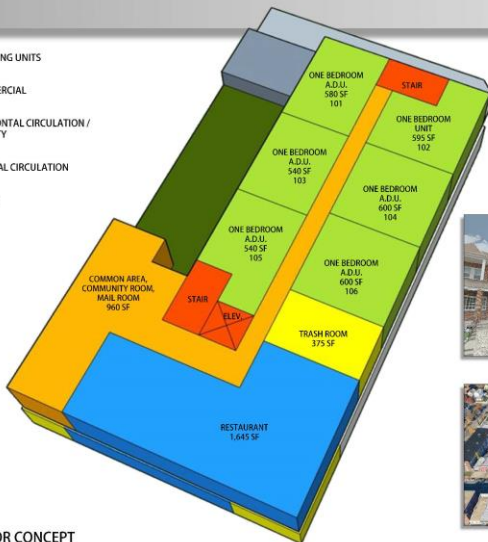 NG UNITS
ERCIAL
ONTAL CIRCULATION /
TY
AL CIRCULATION
ONE BEDROOM
A.D.U.
580 SF
101
STAIR
ONE BEDROOM
UNIT
595 SF
102
ONE BEDROOM
A.D.U.
540 SF
103
ONE BEDROOM
A.D.U.
600 SF
104
ONE BEDROOM
A.D.U.
540 SF
105
ONE BEDROOM
A.D.U.
600 SF
106
COMMON AREA,
COMMUNITY ROOM,
MAIL ROOM
960 SF
STAIR
ELEV.
TRASH ROOM
375 SF
RESTAURANT
1,645 SF
OR CONCEPT